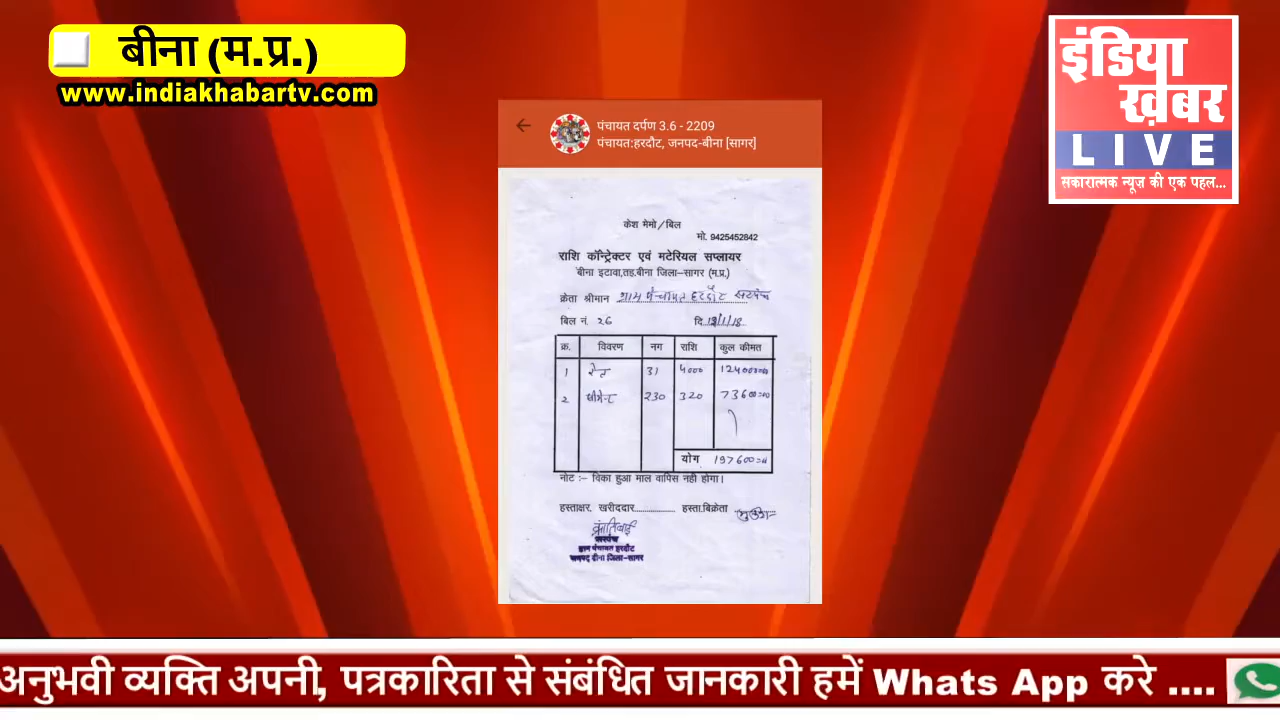 बीना (म.प्र.)
www.indiakhabartv.com
इंडिया
ख़बर
LIVE
सकारात्मक न्यूज़ की एक पहल...
पंचायत दर्पण 3.6 - 2209
पंचायत:हरदौट, जनपद-बीना [सागर]
केश मेमो/बिल
मो. 9425452842
राशि कॉन्ट्रेक्टर एवं मटेरियल सप्लायर
बीना इटावा,तह.बीना जिला–सागर (म.प्र.)
क्रेता श्रीमान ग्राम पंचायत हरदौट सरपंच
बिल नं. 26 दि. 12/1/18
क्र. विवरण नग राशि कुल कीमत
1 रेत 31 4000 124000=00
2 सीमेन्ट 230 320 73600=00
योग 197600=00
नोट :– विका हुआ माल वापिस नही होगा।
हस्ताक्षर. खरीददार.................. हस्ता.बिक्रेता
क्रांतिबाई
सरपंच
ग्राम पंचायत हरदौट
जनपद बीना जिला–सागर
अनुभवी व्यक्ति अपनी, पत्रकारिता से संबंधित जानकारी हमें Whats App करे ....